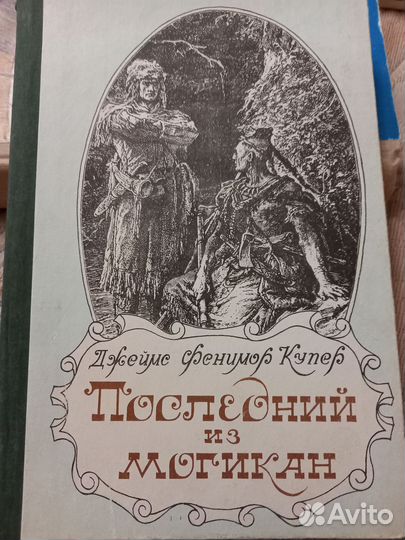 Джеймс Фенимор Купер
Последний
из
могикан
Avito